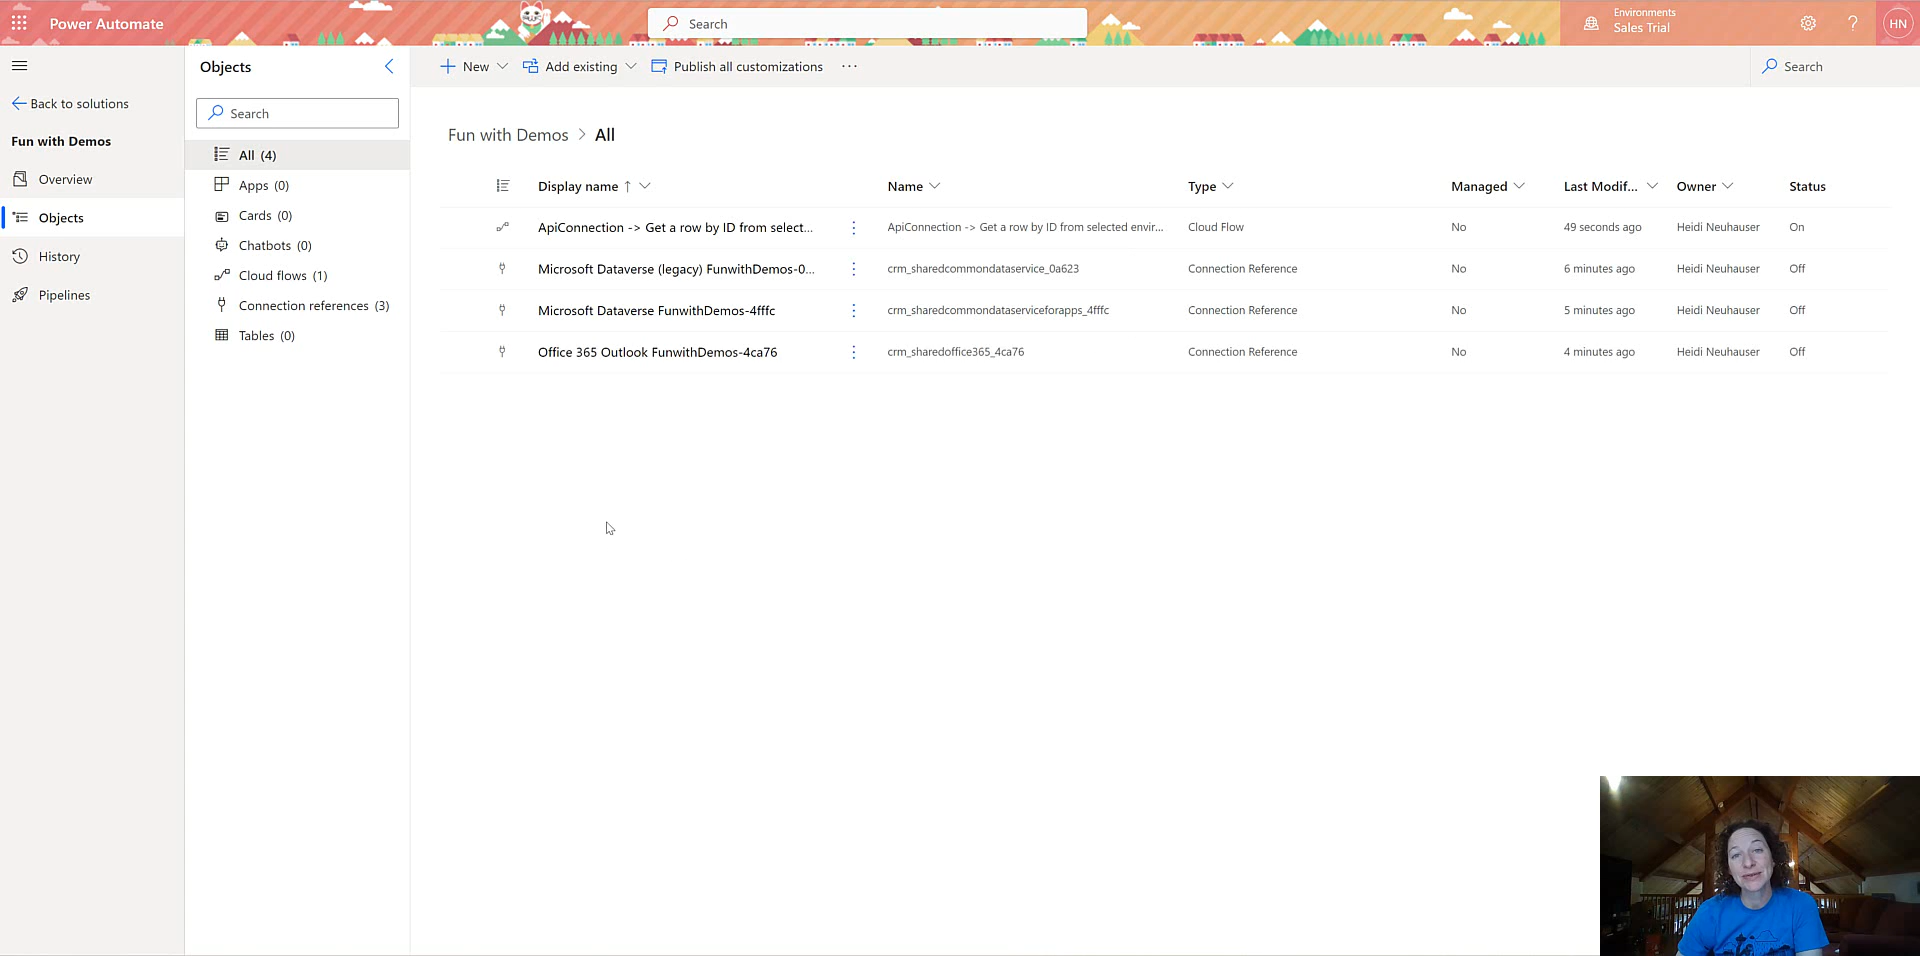 Power Automate
Search
Environments
Sales Trial
HN
Back to solutions
Fun with Demos
Overview
Objects
History
Pipelines
Objects
Search
All (4)
Apps (0)
Cards (0)
Chatbots (0)
Cloud flows (1)
Connection references (3)
Tables (0)
New Add existing Publish all customizations ... Search
Fun with Demos > All
Display name ↑ Name Type Managed Last Modif... Owner Status
ApiConnection -> Get a row by ID from select... ApiConnection -> Get a row by ID from selected envir... Cloud Flow No 49 seconds ago Heidi Neuhauser On
Microsoft Dataverse (legacy) FunwithDemos-0... crm_sharedcommondataservice_0a623 Connection Reference No 6 minutes ago Heidi Neuhauser Off
Microsoft Dataverse FunwithDemos-4fffc crm_sharedcommondataserviceforapps_4fffc Connection Reference No 5 minutes ago Heidi Neuhauser Off
Office 365 Outlook FunwithDemos-4ca76 crm_sharedoffice365_4ca76 Connection Reference No 4 minutes ago Heidi Neuhauser Off